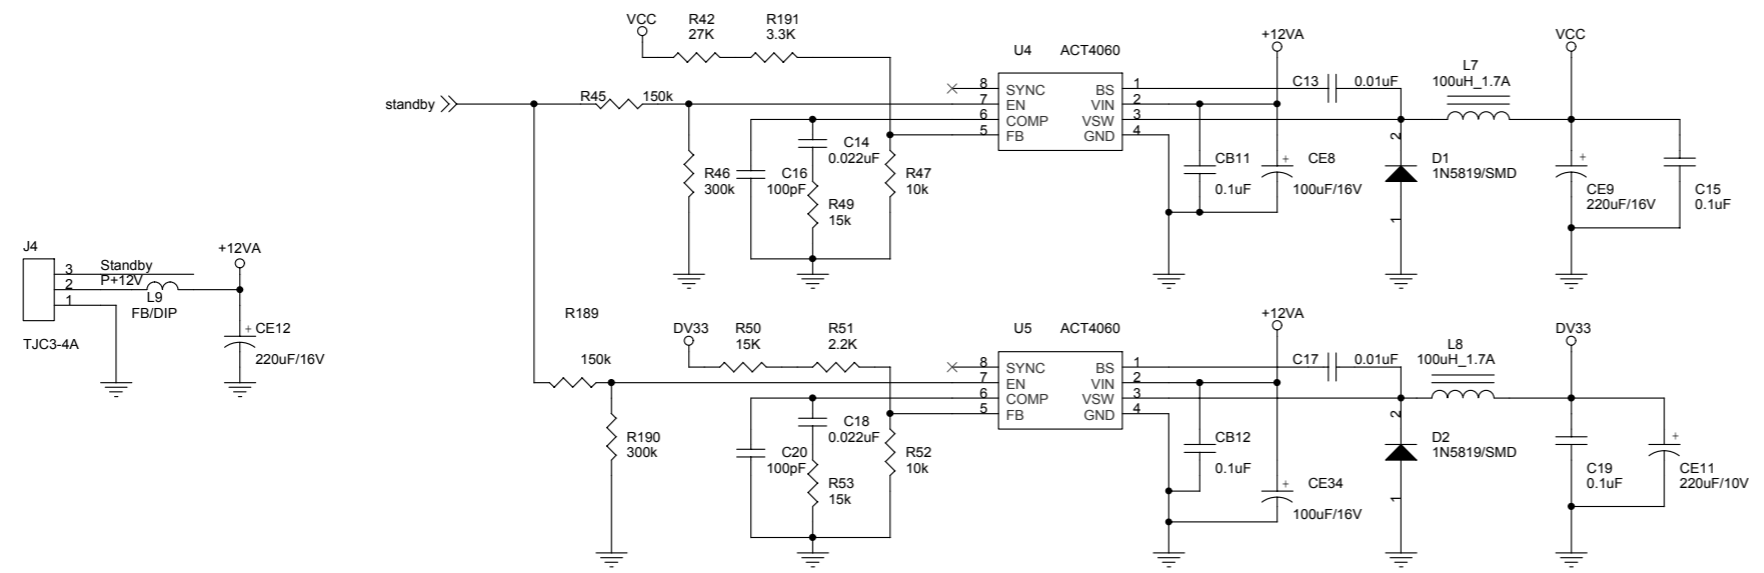 VCC
R42
27K
R191
3.3K
standby
R45
150k
R46
300k
C16
100pF
C14
0.022uF
R49
15k
R47
10k
U4
ACT4060
8
SYNC
7
EN
6
COMP
5
FB
BS
1
VIN
2
VSW
3
GND
4
+12VA
C13
0.01uF
CB11
0.1uF
+
CE8
100uF/16V
2
D1
1N5819/SMD
1
L7
100uH_1.7A
VCC
+
CE9
220uF/16V
C15
0.1uF
J4
3
Standby
2
P+12V
1
L9
FB/DIP
TJC3-4A
+12VA
+
CE12
220uF/16V
R189
150k
R190
300k
DV33
R50
15K
R51
2.2K
C20
100pF
C18
0.022uF
R53
15k
R52
10k
U5
ACT4060
8
SYNC
7
EN
6
COMP
5
FB
BS
1
VIN
2
VSW
3
GND
4
+12VA
C17
0.01uF
CB12
0.1uF
+
CE34
100uF/16V
2
D2
1N5819/SMD
1
L8
100uH_1.7A
DV33
C19
0.1uF
+
CE11
220uF/10V